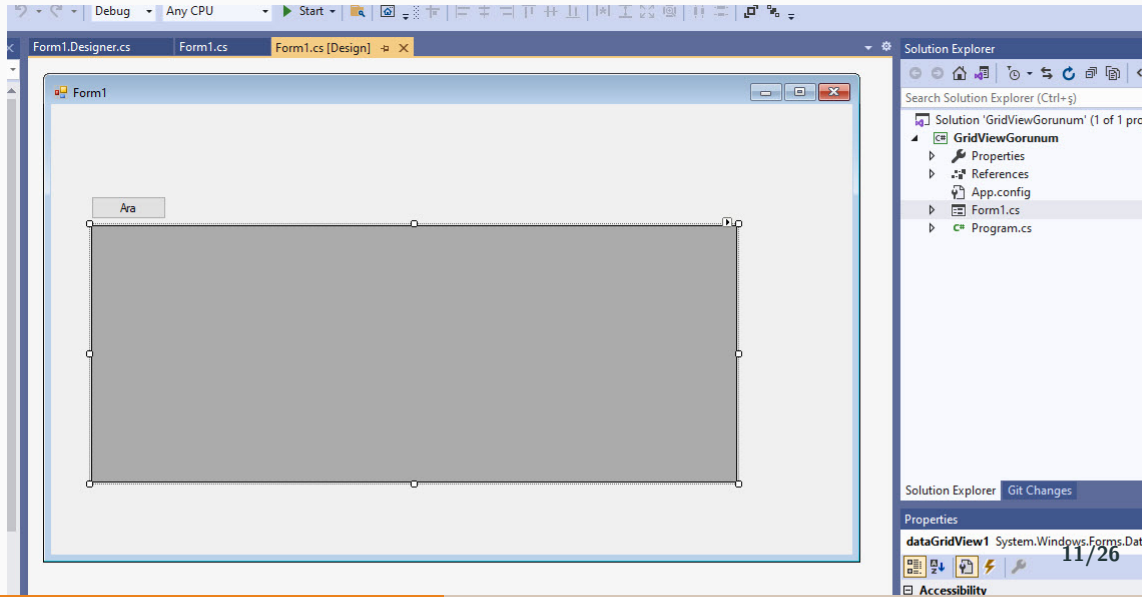 Debug Any CPU Start
Form1.Designer.cs Form1.cs Form1.cs [Design]
Form1
Ara
Solution Explorer
Search Solution Explorer (Ctrl+ş)
Solution 'GridViewGorunum' (1 of 1 pro
GridViewGorunum
Properties
References
App.config
Form1.cs
C# Program.cs
Solution Explorer Git Changes
Properties
dataGridView1 System.Windows.Forms.Dat
11/26
Accessibility